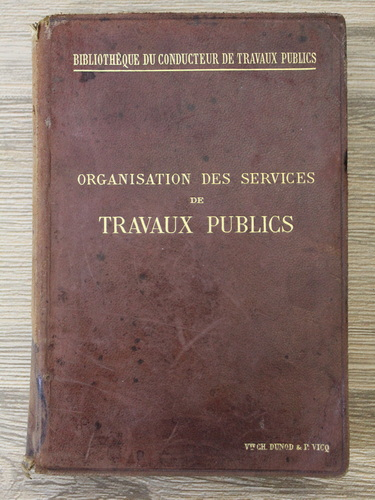 BIBLIOTHÈQUE DU CONDUCTEUR DE TRAVAUX PUBLICS
ORGANISATION DES SERVICES
DE
TRAVAUX PUBLICS
Vve CH. DUNOD & P. VICQ